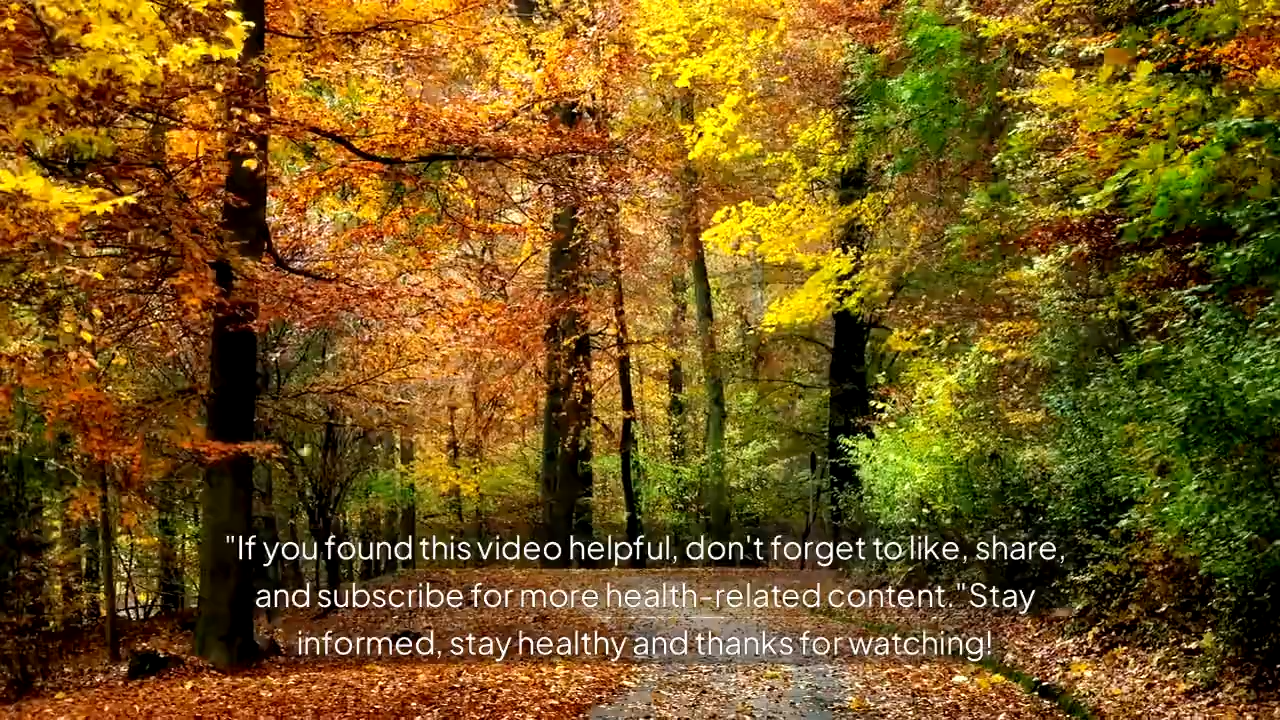 "If you found this video helpful, don't forget to like, share,
and subscribe for more health-related content."Stay
informed, stay healthy and thanks for watching!